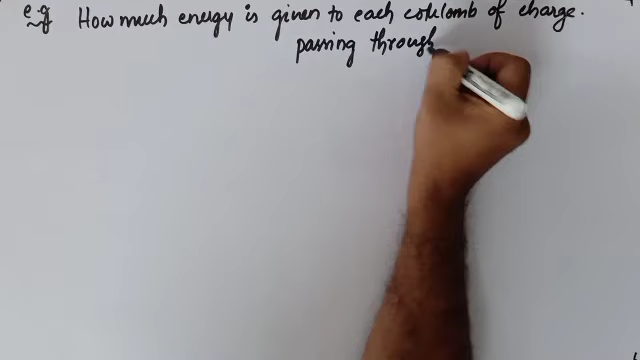 e.g How much energy is given to each coulomb of charge.
passing through